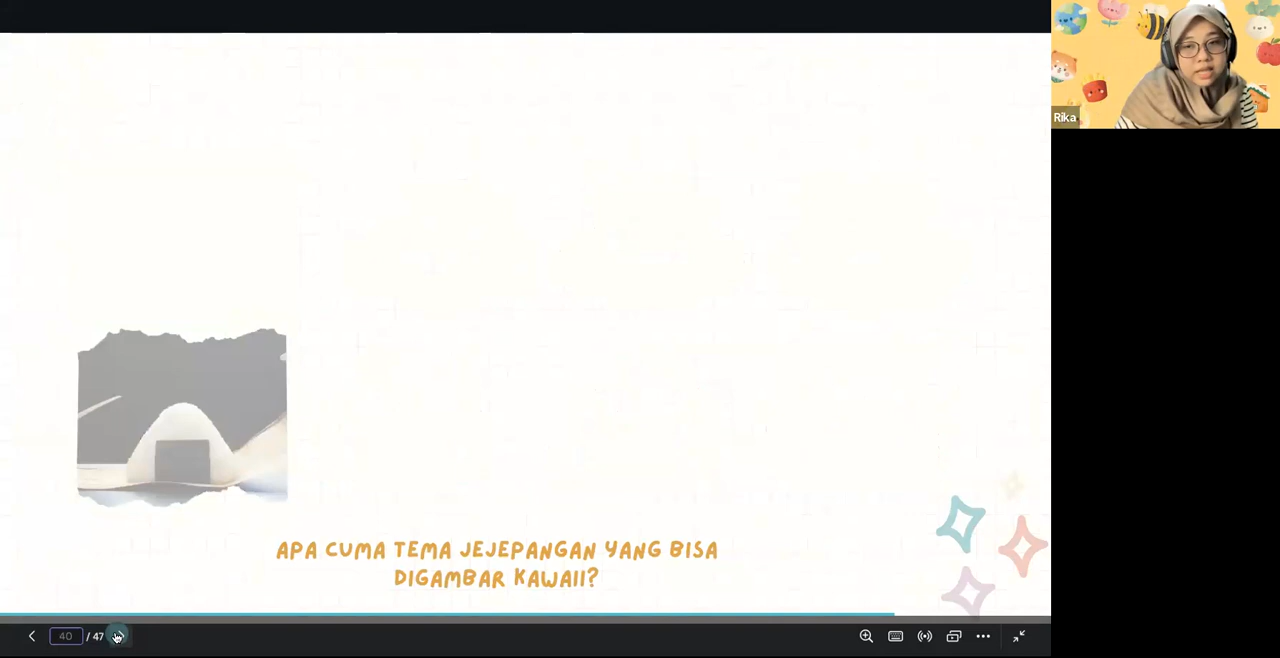 Rika
APA CUMA TEMA JEJEPANGAN YANG BISA
DIGAMBAR KAWAII?
40 / 47